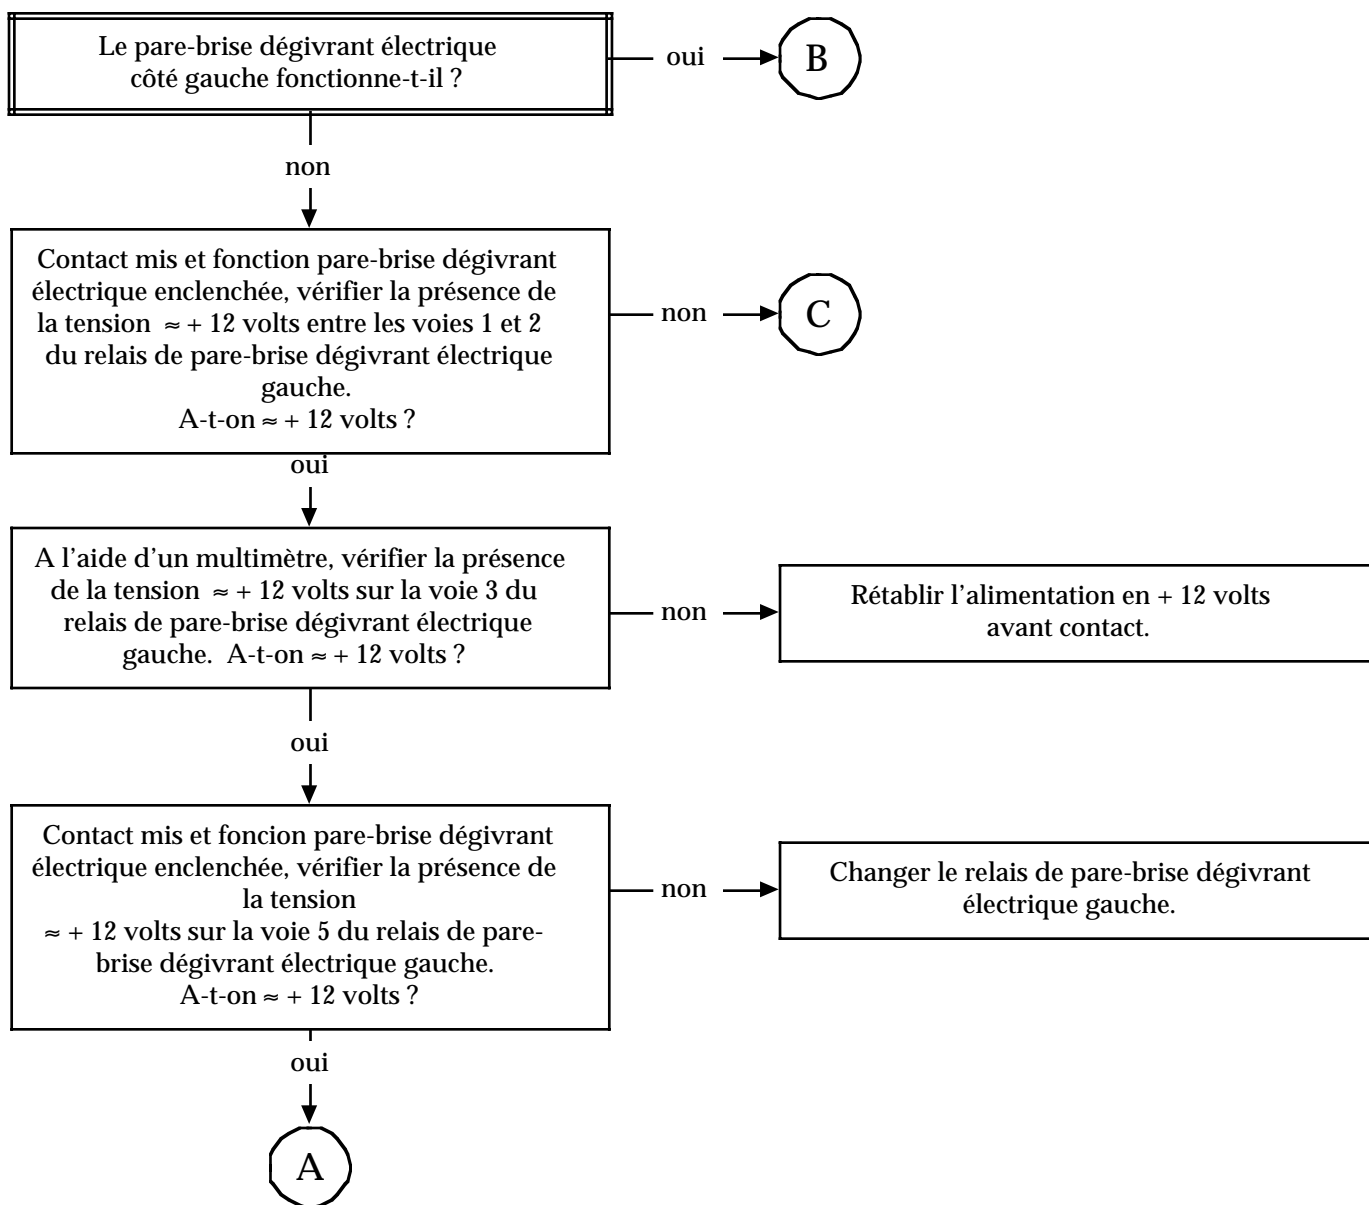 Le pare-brise dégivrant électrique
côté gauche fonctionne-t-il ?
oui
B
non
Contact mis et fonction pare-brise dégivrant
électrique enclenchée, vérifier la présence de
la tension ≈ + 12 volts entre les voies 1 et 2
du relais de pare-brise dégivrant électrique
gauche.
A-t-on ≈ + 12 volts ?
non
C
oui
A l’aide d’un multimètre, vérifier la présence
de la tension ≈ + 12 volts sur la voie 3 du
relais de pare-brise dégivrant électrique
gauche. A-t-on ≈ + 12 volts ?
non
Rétablir l’alimentation en + 12 volts
avant contact.
oui
Contact mis et foncion pare-brise dégivrant
électrique enclenchée, vérifier la présence de
la tension
≈ + 12 volts sur la voie 5 du relais de pare-
brise dégivrant électrique gauche.
A-t-on ≈ + 12 volts ?
non
Changer le relais de pare-brise dégivrant
électrique gauche.
oui
A